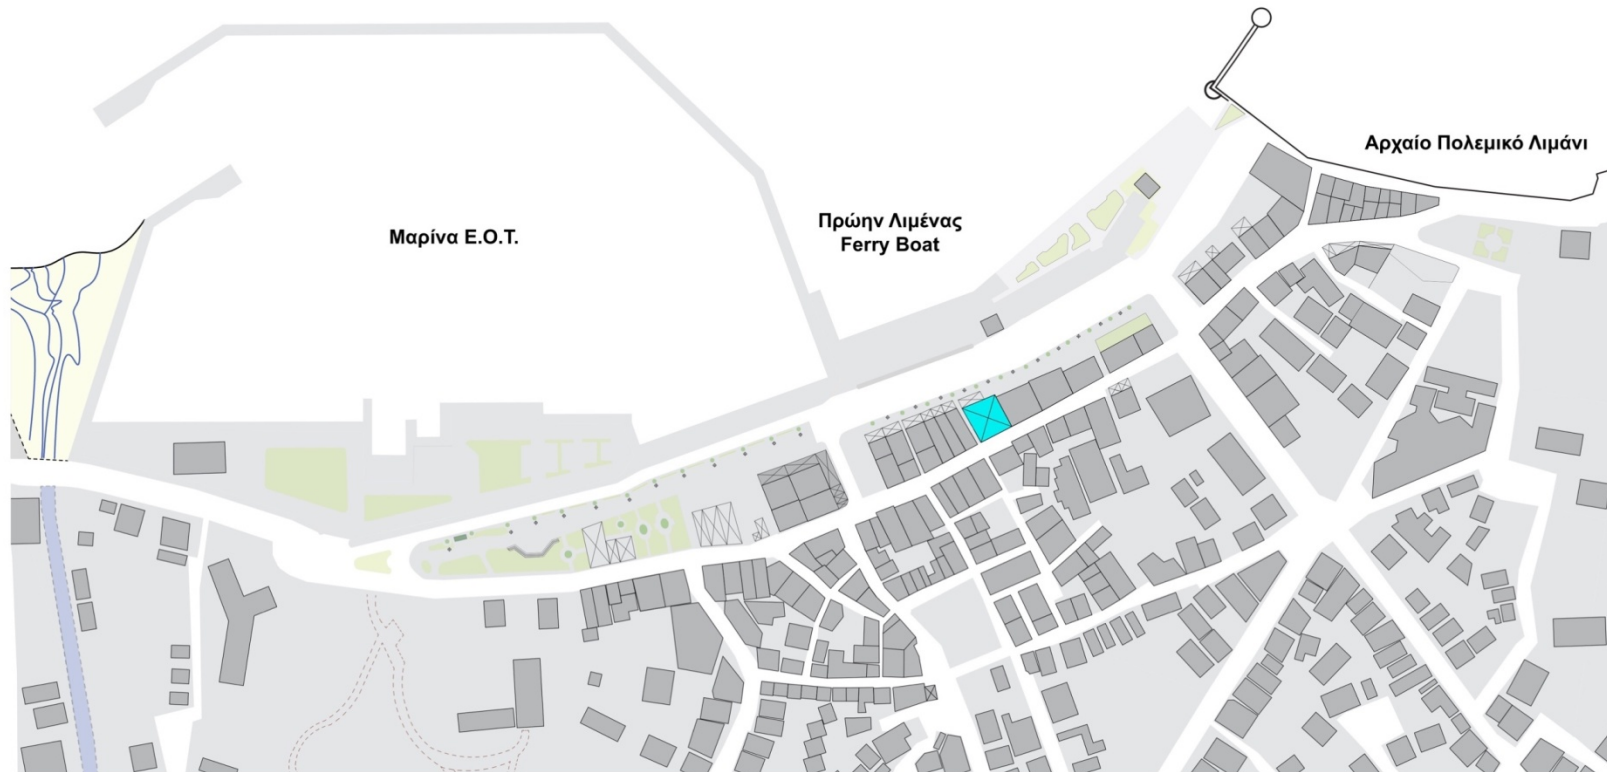 Αρχαίο Πολεμικό Λιμάνι
Μαρίνα Ε.Ο.Τ.
Πρώην Λιμένας
Ferry Boat